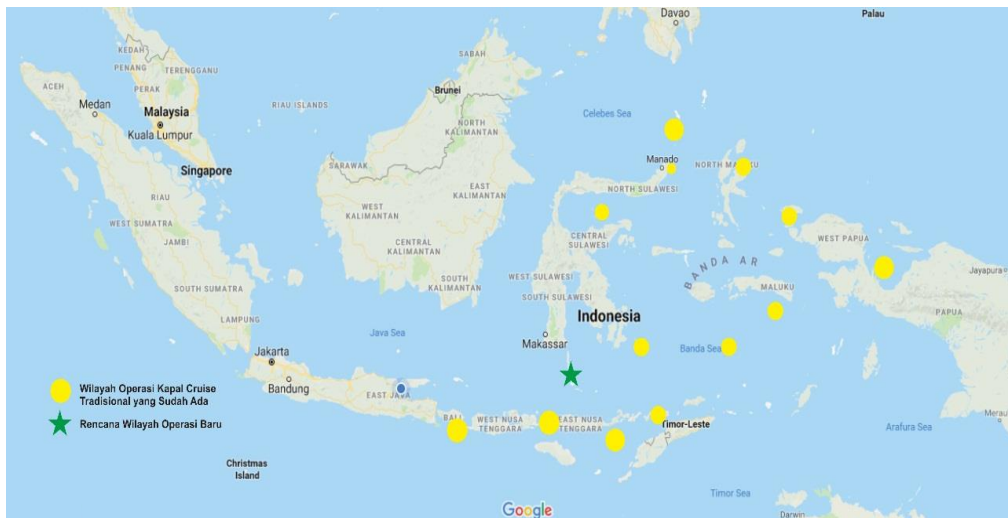 Davao
Palau
KEDAH
PENANG
TERENGGANU
PERAK
SABAH
ACEH
Medan
Malaysia
Kuala Lumpur
RIAU ISLANDS
Brunei
Celebes Sea
NORTH
KALIMANTAN
SARAWAK
Singapore
Manado
NORTH MALUKU
NORTH SULAWESI
RIAU
EAST
KALIMANTAN
WEST
KALIMANTAN
WEST SUMATRA
JAMBI
CENTRAL
KALIMANTAN
CENTRAL
SULAWESI
WEST PAPUA
BANDA AR
WEST SULAWESI
SOUTH SULAWESI
Jayapura
SOUTH SUMATRA
SOUTH
KALIMANTAN
MALUKU
PAPUA
LAMPUNG
Indonesia
Java Sea
Makassar
Banda Sea
Jakarta
Bandung
EAST JAVA
Wilayah Operasi Kapal Cruise
Tradisional yang Sudah Ada
Rencana Wilayah Operasi Baru
BALI
WEST NUSA
TENGGARA
EAST NUSA
TENGGARA
Timor-Leste
Merau
Arafura Sea
Christmas
Island
Timor Sea
Google
Darwin